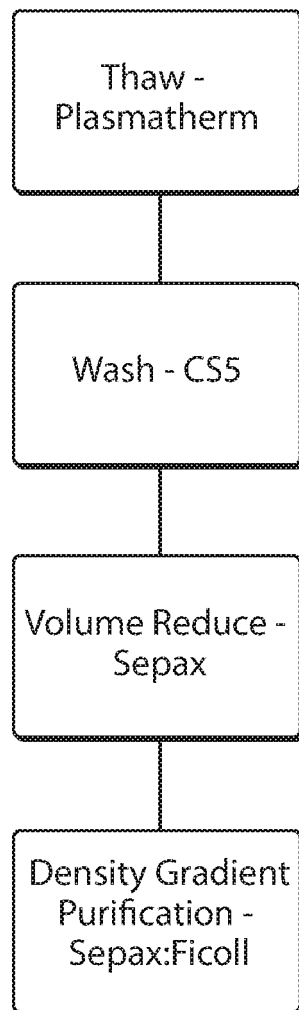 Thaw -
Plasmatherm
Wash - CS5
Volume Reduce -
Sepax
Density Gradient
Purification -
Sepax:Ficoll